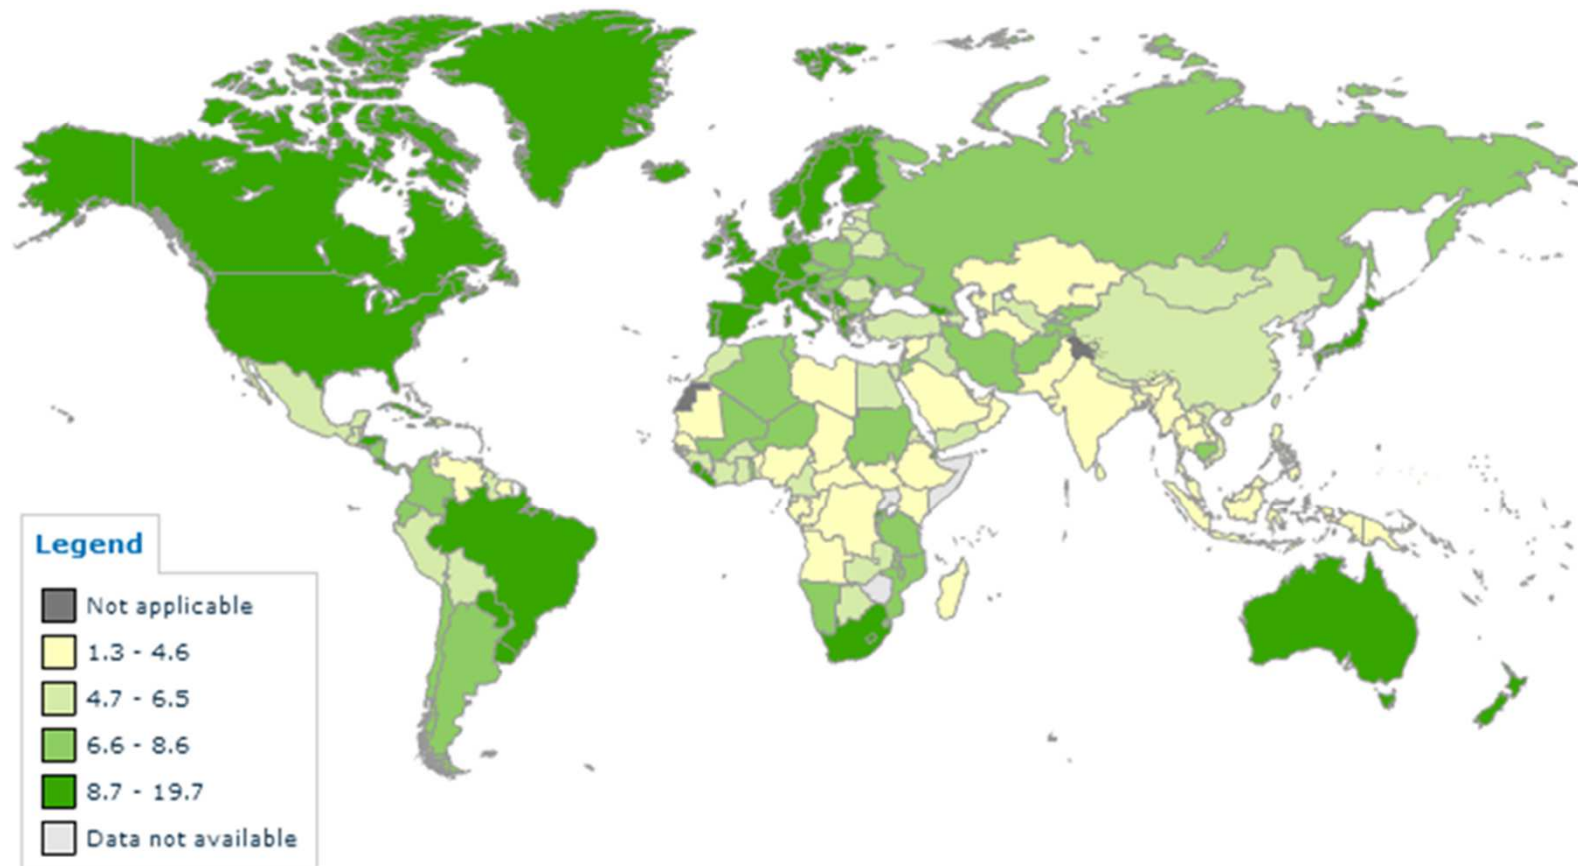 Legend
Not applicable
1.3 - 4.6
4.7 - 6.5
6.6 - 8.6
8.7 - 19.7
Data not available